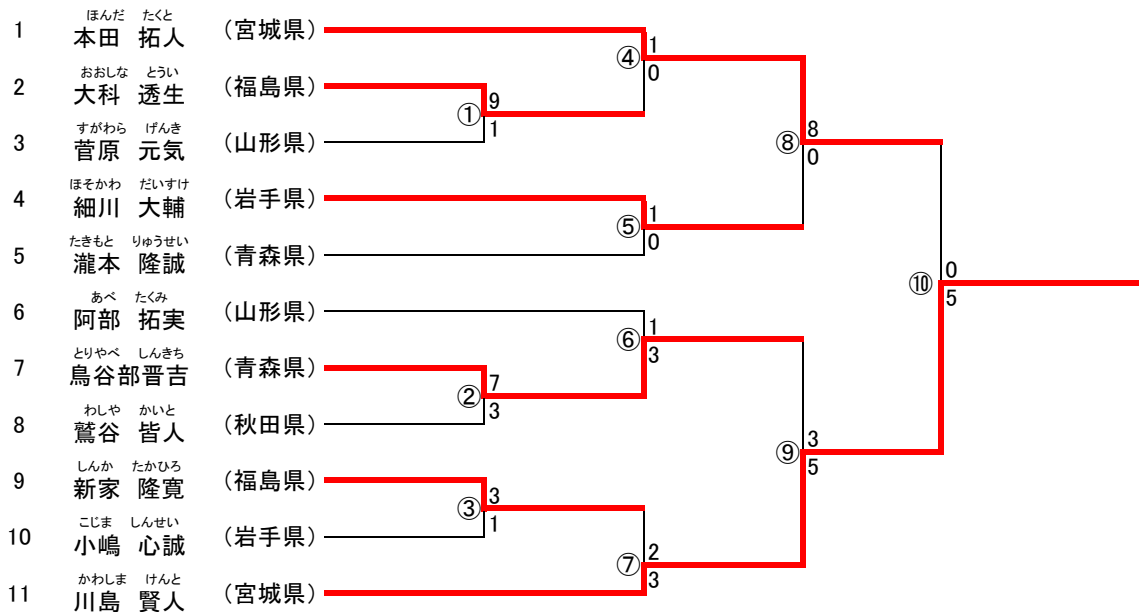 ほんだ たくと
1 本田 拓人 (宮城県)
④ 1
0
おおしな とうい
2 大科 透生 (福島県)
① 9
1
すがわら げんき
3 菅原 元気 (山形県)
⑧ 8
0
ほそかわ だいすけ
4 細川 大輔 (岩手県)
⑤ 1
0
たきもと りゅうせい
5 瀧本 隆誠 (青森県)
⑩ 0
5
あべ たくみ
6 阿部 拓実 (山形県)
⑥ 1
3
とりやべ しんきち
7 鳥谷部晋吉 (青森県)
② 7
3
わしや かいと
8 鷲谷 皆人 (秋田県)
⑨ 3
5
しんか たかひろ
9 新家 隆寛 (福島県)
③ 3
1
こじま しんせい
10 小嶋 心誠 (岩手県)
⑦ 2
3
かわしま けんと
11 川島 賢人 (宮城県)